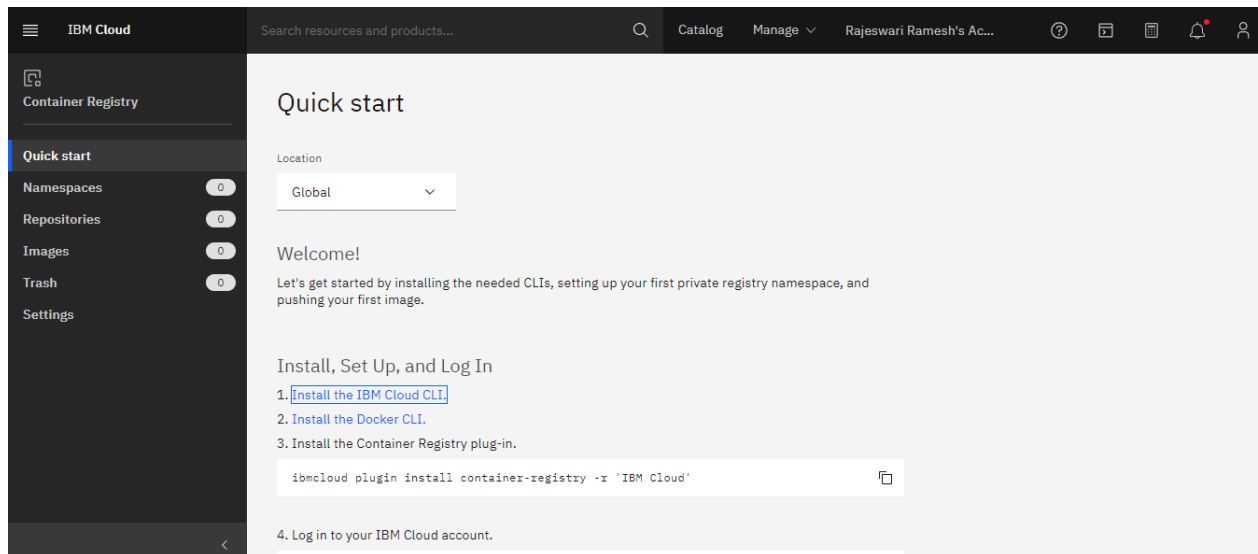 IBM Cloud
Search resources and products...
Catalog
Manage
Rajeswari Ramesh's Ac...
Container Registry
Quick start
Namespaces 0
Repositories 0
Images 0
Trash 0
Settings
Quick start
Location
Global
Welcome!
Let's get started by installing the needed CLIs, setting up your first private registry namespace, and
pushing your first image.
Install, Set Up, and Log In
1. Install the IBM Cloud CLI.
2. Install the Docker CLI.
3. Install the Container Registry plug-in.
ibmcloud plugin install container-registry -r 'IBM Cloud'
4. Log in to your IBM Cloud account.